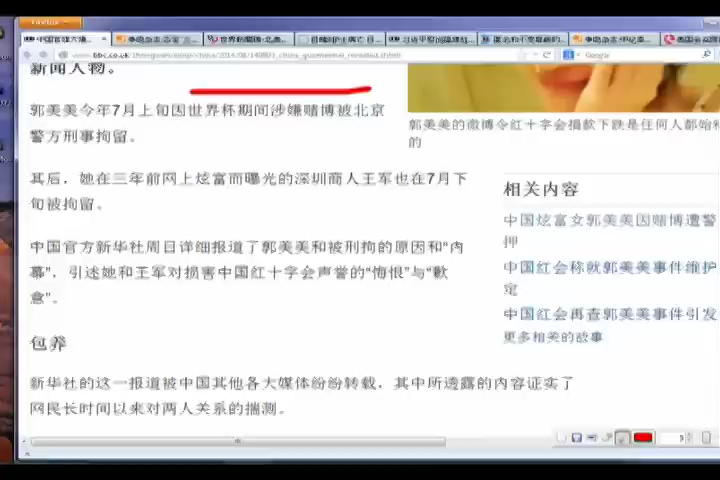 新闻人物。
郭美美今年7月上旬因世界杯期间涉嫌赌博被北京
警方刑事拘留。
其后，她在三年前网上炫富而曝光的深圳商人王军也在7月下
旬被拘留。
中国官方新华社周日详细报道了郭美美和被刑拘的原因和“内
幕”，引述她和王军对损害中国红十字会声誉的“悔恨”与“歉
意”。
包养
新华社的这一报道被中国其他各大媒体纷纷转载，其中所透露的内容证实了
网民长时间以来对两人关系的揣测。
郭美美的微博令红十字会捐款下跌是任何人都始料
的
相关内容
中国炫富女郭美美因赌博遭警
押
中国红会称就郭美美事件维护
定
中国红会再查郭美美事件引发
更多相关的故事
Google